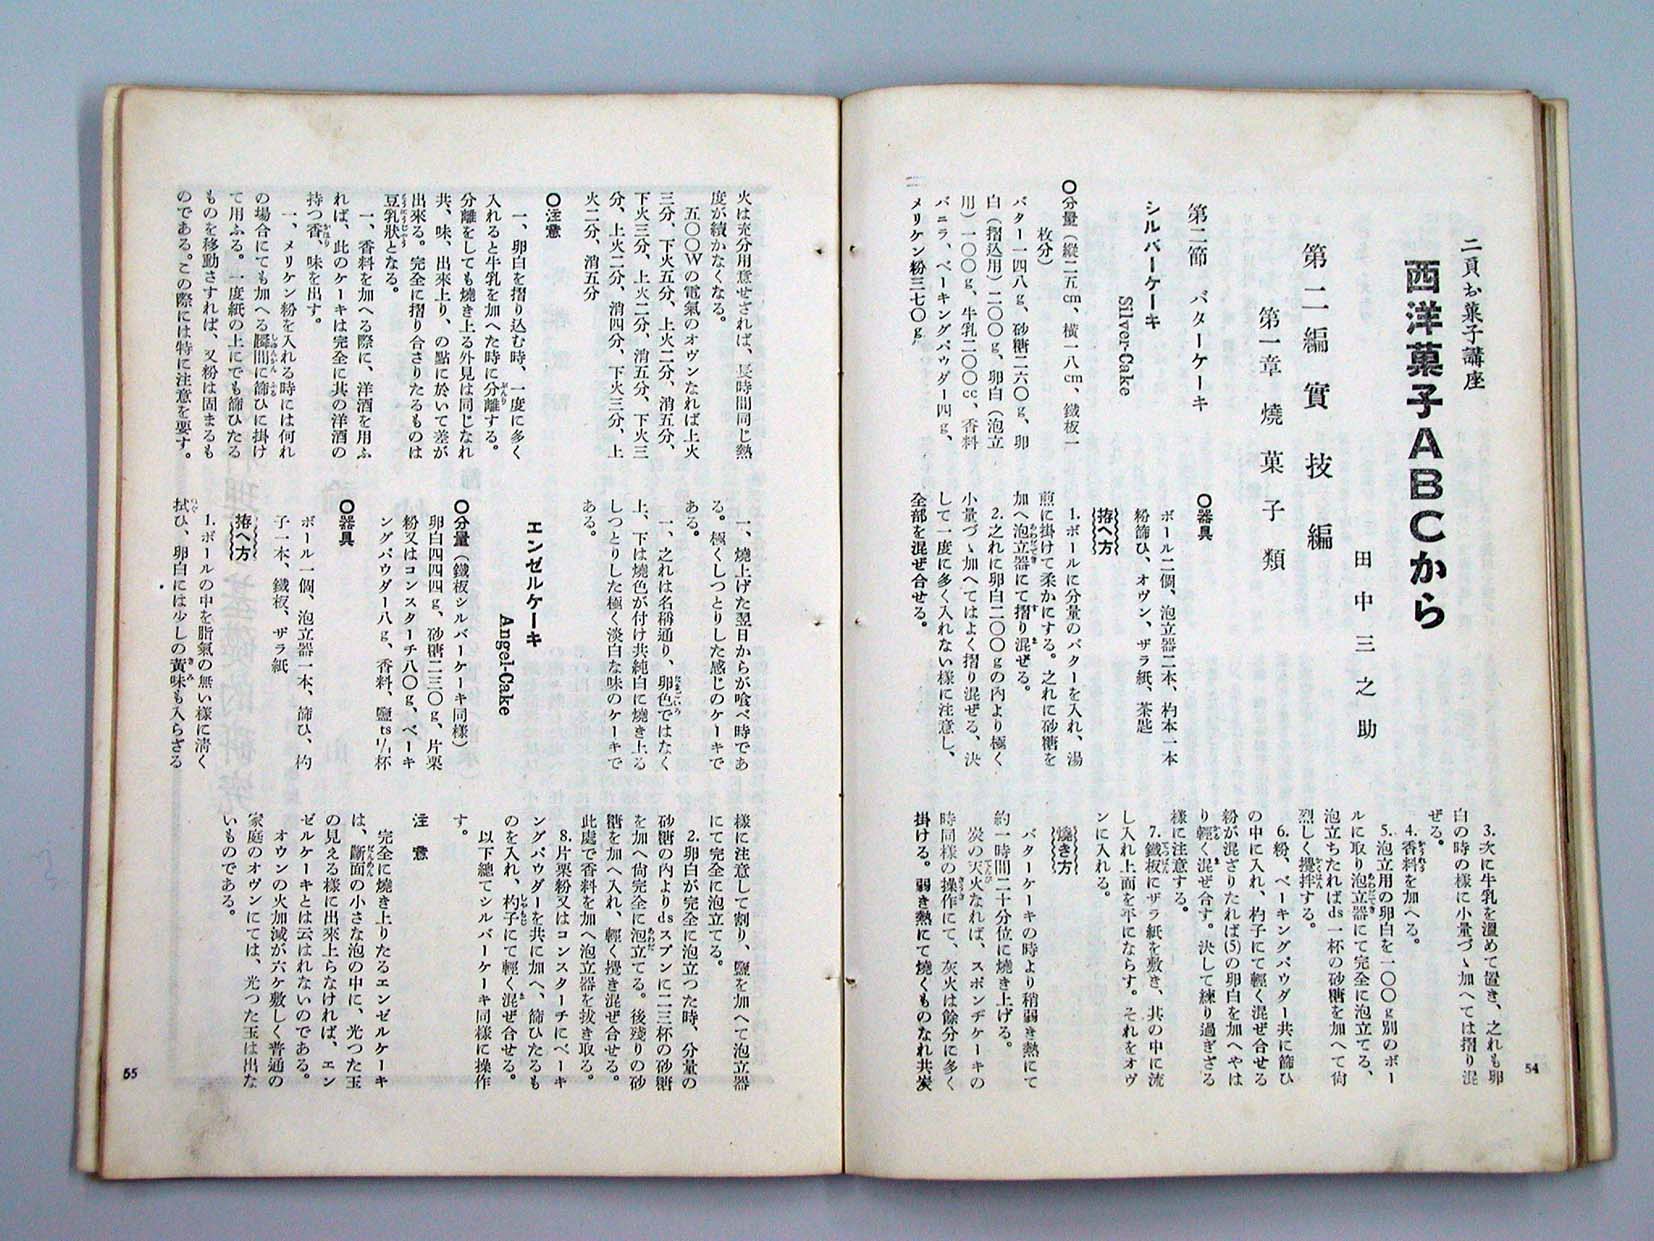 二頁お菓子講座
西洋菓子ABCから
田中三之助
第二編 實技編
第一章 燒菓子類
第二節 バターケーキ
シルバーケーキ
Silver-Cake
〇分量（縱二五cm、橫一八cm、鐵板一
枚分）
バター一四八g、砂糖二六〇g、卵
白（摺込用）二〇〇g、卵白（泡立
用）一〇〇g、牛乳二〇〇cc、香料
バニラ、ベーキングパウダー四g、
メリケン粉三七〇g
〇器具
ボール二個、泡立器二本、杓本一本
粉篩ひ、オヴン、ザラ紙、茶匙
拵へ方
1.ボールに分量のバターを入れ、湯
煎に掛けて柔かにする。之れに砂糖を
加へ泡立器にて摺り混ぜる。
2.之れに卵白二〇〇gの內より極く
小量づゝ加へてはよく摺り混ぜる、決
して一度に多く入れない樣に注意し、
全部を混ぜ合せる。
3.次に牛乳を溫めて置き、之れも卵
白の時の樣に小量づゝ加へては摺り混
ぜる。
4.香料を加へる。
5.泡立用の卵白を一〇〇g別のボー
ルに取り泡立器にて完全に泡立てる、
泡立ちたればds一杯の砂糖を加へて尙
烈しく攪拌する。
6.粉、ベーキングパウダー共に篩ひ
の中に入れ、杓子にて輕く混ぜ合せる
粉が混ざりたれば(5)の卵白を加へやは
り輕く混ぜ合す。決して練り過ぎざる
樣に注意する。
7.鐵板にザラ紙を敷き、其の中に流
し入れ上面を平にならす。それをオヴ
ンに入れる。
燒き方
バターケーキの時より稍弱き熱にて
約一時間二十分位に燒き上げる。
炭の天火なれば、スポンヂケーキの
時同樣の操作にて、灰火は餘分に多く
掛ける。弱き熱にて燒くものなれ共炭
54
火は充分用意せざれば、長時間同じ熱
度が續かなくなる。
五〇〇Wの電氣のオヴンなれば上火
三分、下火五分、上火二分、消五分、
下火三分、上火二分、消五分、下火三
分、上火二分、消四分、下火三分、上
火二分、消五分
〇注意
一、卵白を摺り込む時、一度に多く
入れると牛乳を加へた時に分離する。
分離をしても燒き上る外見は同じなれ
共、味、出來上り、の點に於いて差が
出來る。完全に摺り合さりたるものは
豆乳狀となる。
一、香料を加へる際に、洋酒を用ふ
れば、此のケーキは完全に其の洋酒の
持つ香、味を出す。
一、メリケン粉を入れる時には何れ
の場合にても加へる瞬間に篩ひに掛け
て用ふる。一度紙の上にでも篩ひたる
ものを移動さすれば、又粉は固まるも
のである。この際には特に注意を要す。
一、燒上げた翌日からが喰べ時であ
る。極くしつとりした感じのケーキで
ある。
一、之れは名稱通り、卵色ではなく
上、下は燒色が付け共純白に燒き上る
しつとりした極く淡白な味のケーキで
ある。
エンゼルケーキ
Angel-Cake
〇分量（鐵板シルバーケーキ同樣）
卵白四四四g、砂糖二三〇g、片栗
粉又はコンスターチ八〇g、ベーキ
ングパウダー八g、香料、鹽ts1/1杯
〇器具
ボール一個、泡立器一本、篩ひ、杓
子一本、鐵板、ザラ紙
拵へ方
1.ボールの中を脂氣の無い樣に淸く
拭ひ、卵白には少しの黃味も入らざる
樣に注意して割り、鹽を加へて泡立器
にて完全に泡立てる。
2.卵白が完全に泡立つた時、分量の
砂糖の內よりdsスプンに二三杯の砂糖
を加へ尙完全に泡立てる。後殘りの砂
糖を加へ入れ、輕く攪き混ぜ合せる。
此處で香料を加へ泡立器を拔き取る。
8.片栗粉又はコンスターチにベーキ
ングパウダーを共に加へ、篩ひたるも
のを入れ、杓子にて輕く混ぜ合せる。
以下總てシルバーケーキ同樣に操作
す。
注意
完全に燒き上りたるエンゼルケーキ
は、斷面の小さな泡の中に、光つた玉
の見える樣に出來上らなければ、エン
ゼルケーキとは云はれないのである。
オウンの火加減が六ケ敷しく普通の
家庭のオヴンにては、光つた玉は出な
いものである。
55